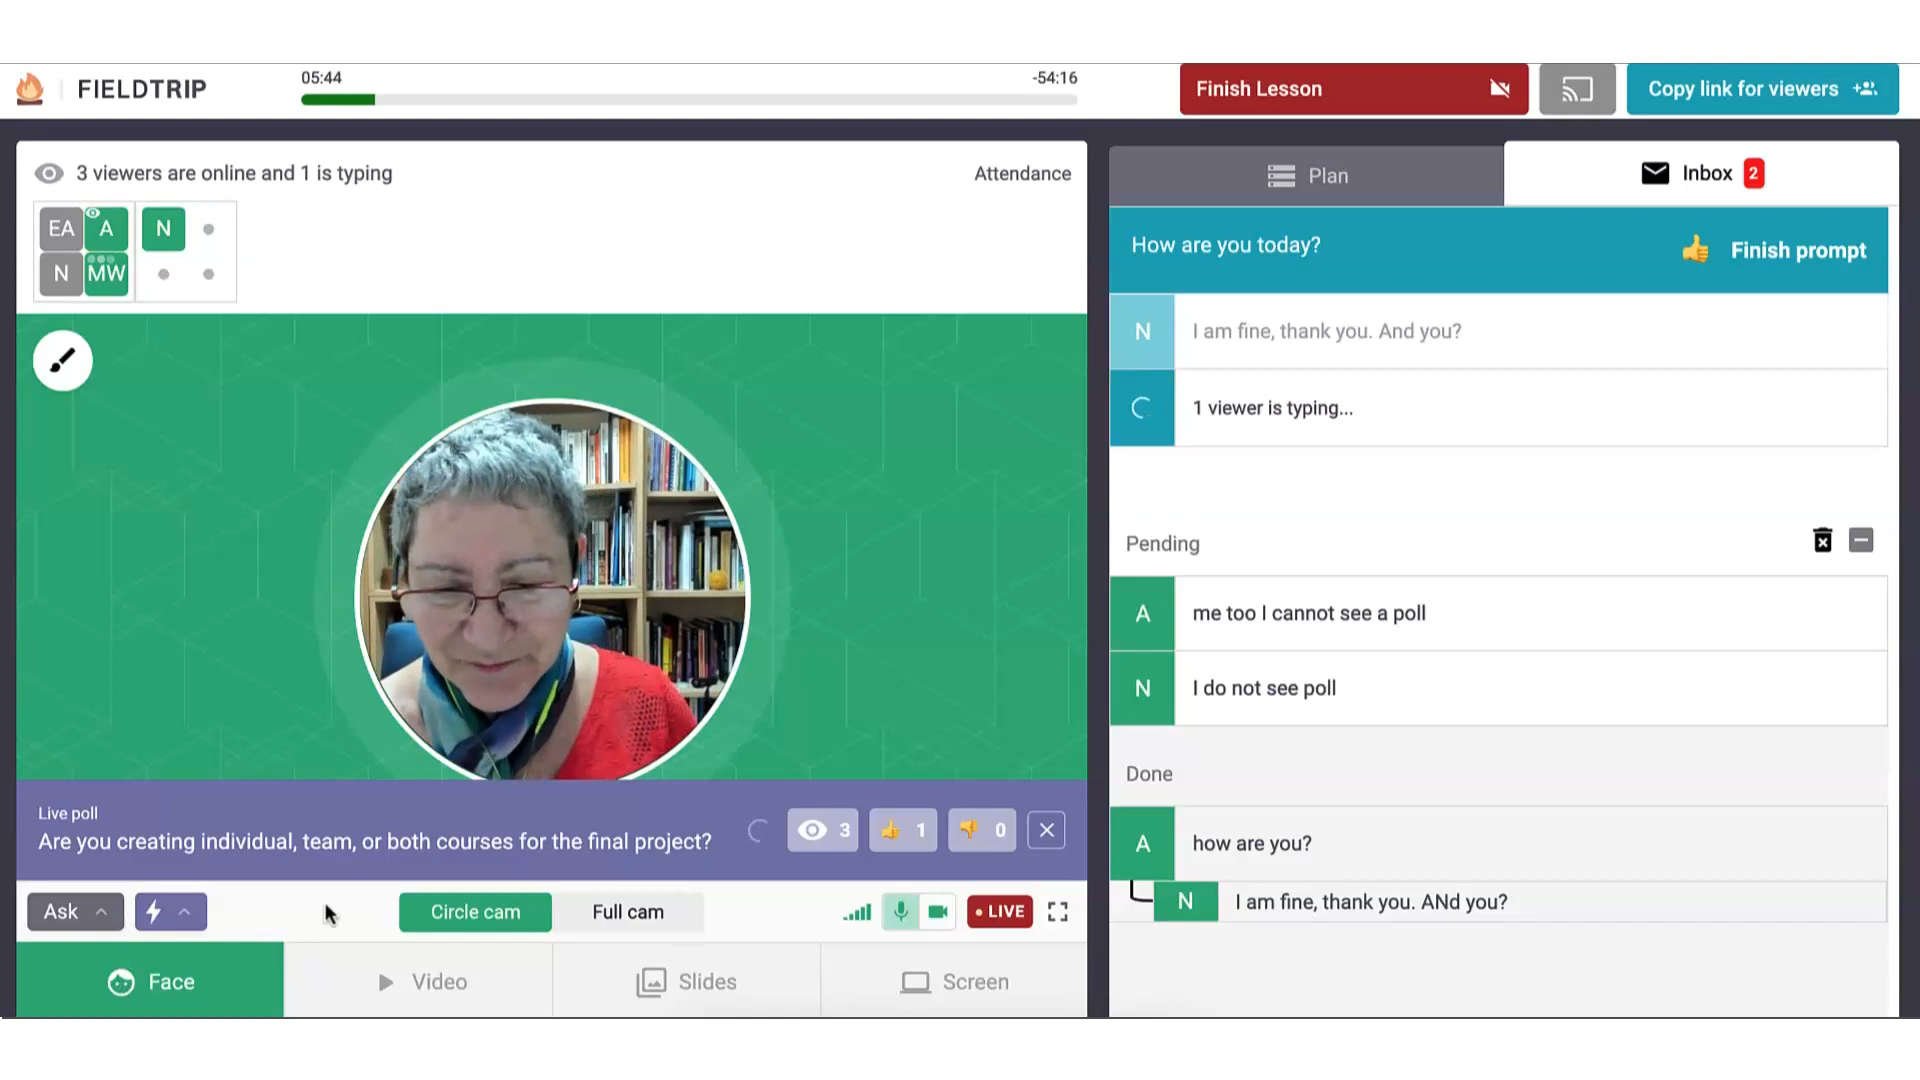 FIELDTRIP
05:44
-54:16
Finish Lesson
Copy link for viewers
3 viewers are online and 1 is typing
Attendance
EA
A
N
N
MW
Plan
Inbox
2
How are you today?
Finish prompt
N
I am fine, thank you. And you?
1 viewer is typing...
Pending
A
me too I cannot see a poll
N
I do not see poll
Done
A
how are you?
N
I am fine, thank you. ANd you?
Live poll
Are you creating individual, team, or both courses for the final project?
3
1
0
Ask
Circle cam
Full cam
LIVE
Face
Video
Slides
Screen